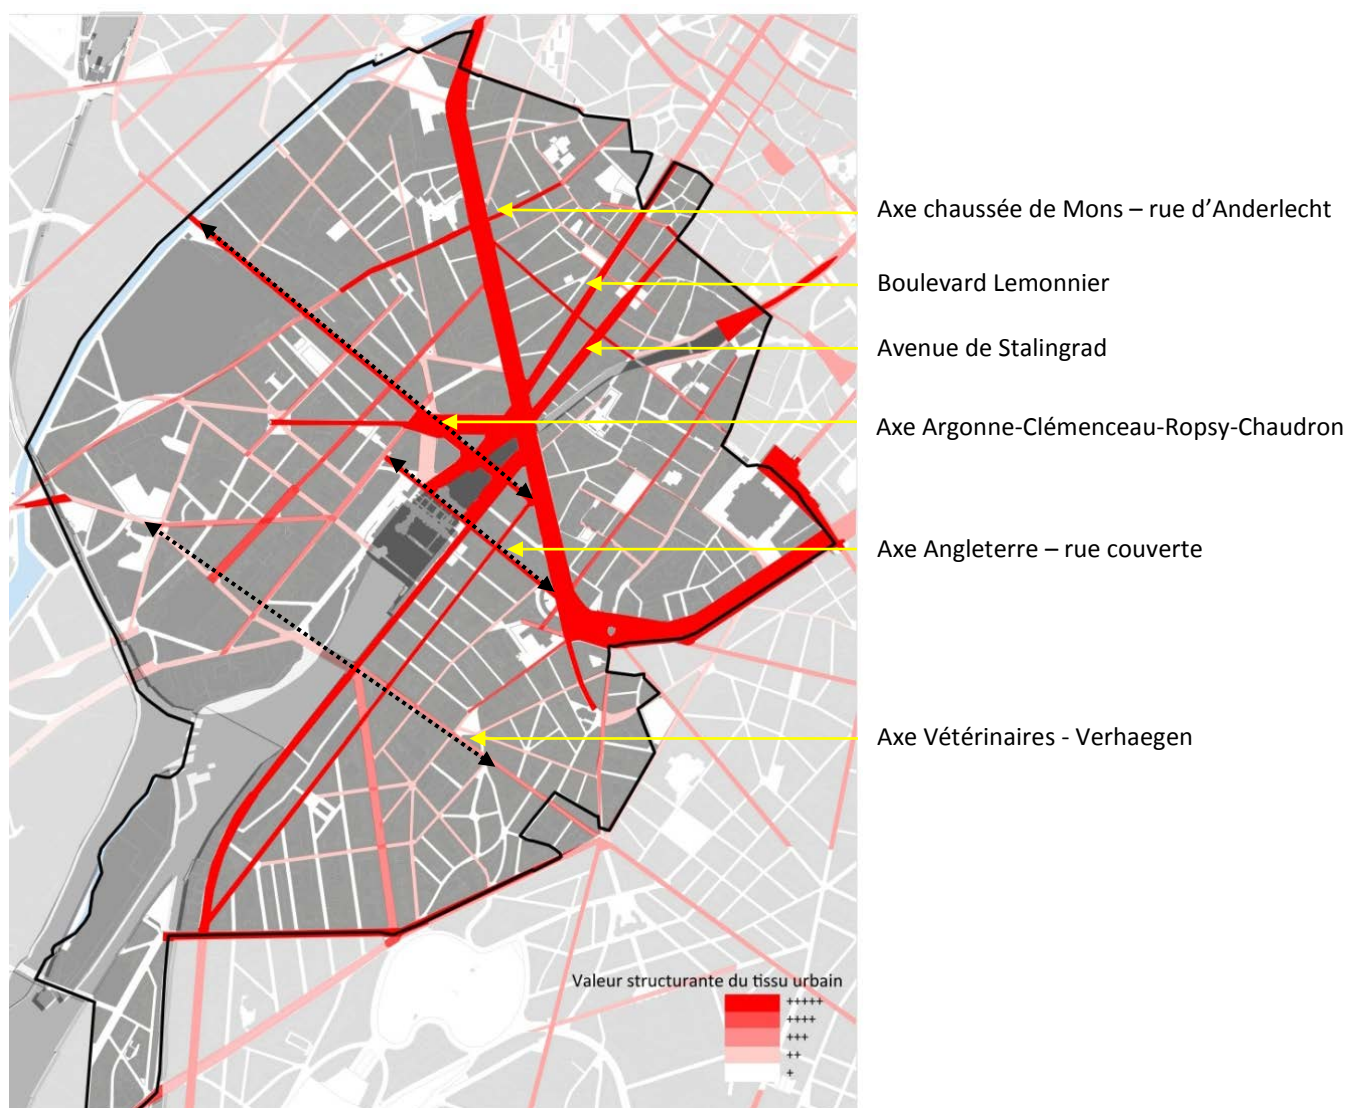 Axe chaussée de Mons – rue d’Anderlecht
Boulevard Lemonnier
Avenue de Stalingrad
Axe Argonne-Clémenceau-Ropsy-Chaudron
Axe Angleterre – rue couverte
Axe Vétérinaires - Verhaegen
Valeur structurante du tissu urbain
+++++
++++
+++
++
+